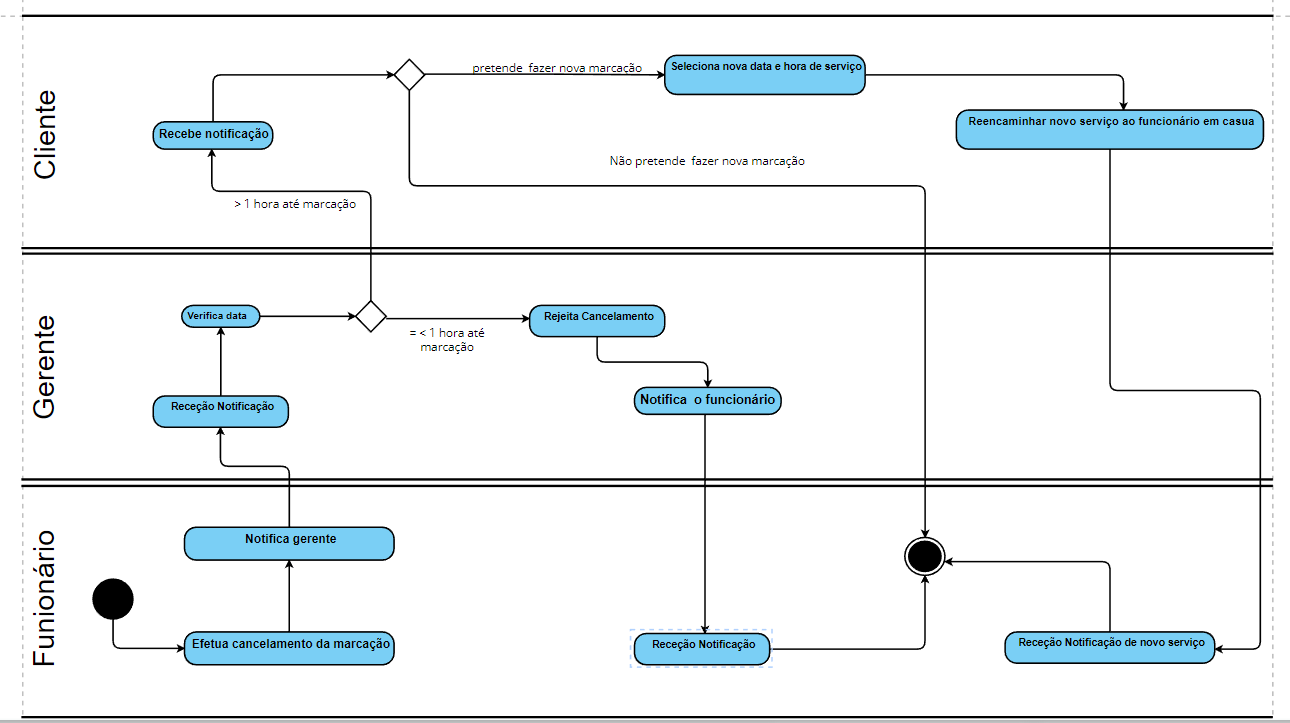 Cliente
pretende  fazer nova marcação
Seleciona nova data e hora de serviço
Recebe notificação
Reencaminhar novo serviço ao funcionário em casua
Não pretende  fazer nova marcação
> 1 hora até marcação
Gerente
Verifica data
= < 1 hora até
marcação
Rejeita Cancelamento
Receção Notificação
Notifica  o funcionário
Funionário
Notifica gerente
Efetua cancelamento da marcação
Receção Notificação
Receção Notificação de novo serviço